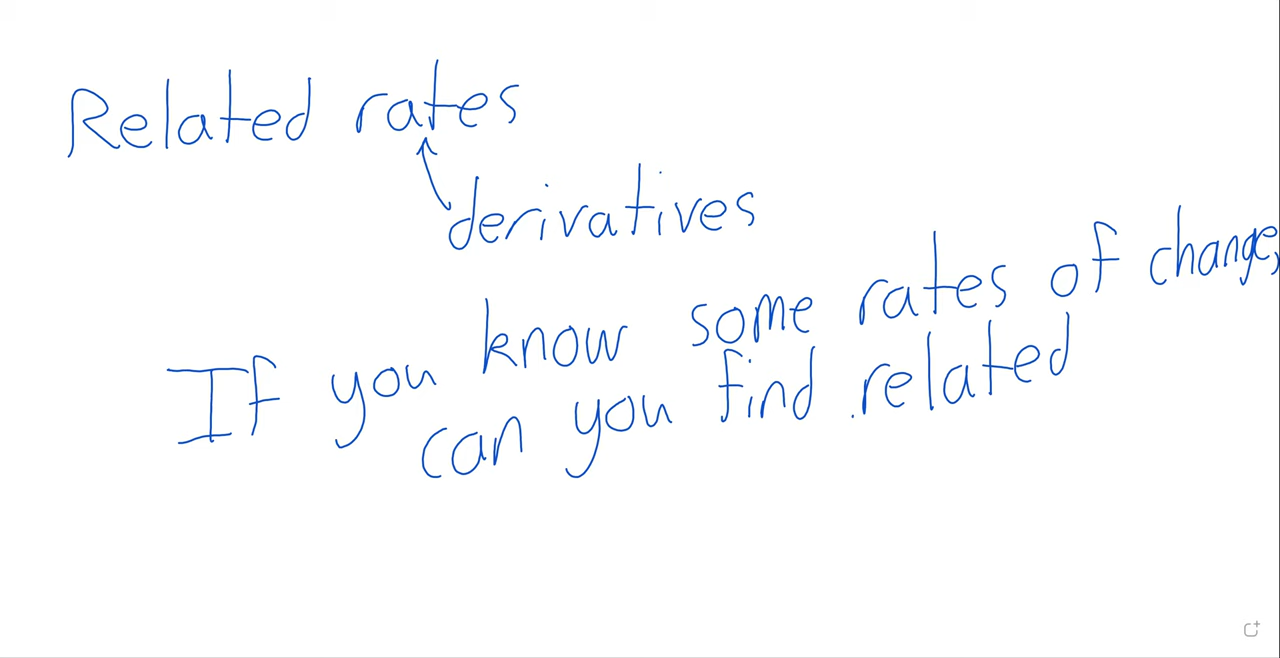 Related rates
derivatives
If you know some rates of change,
can you find related